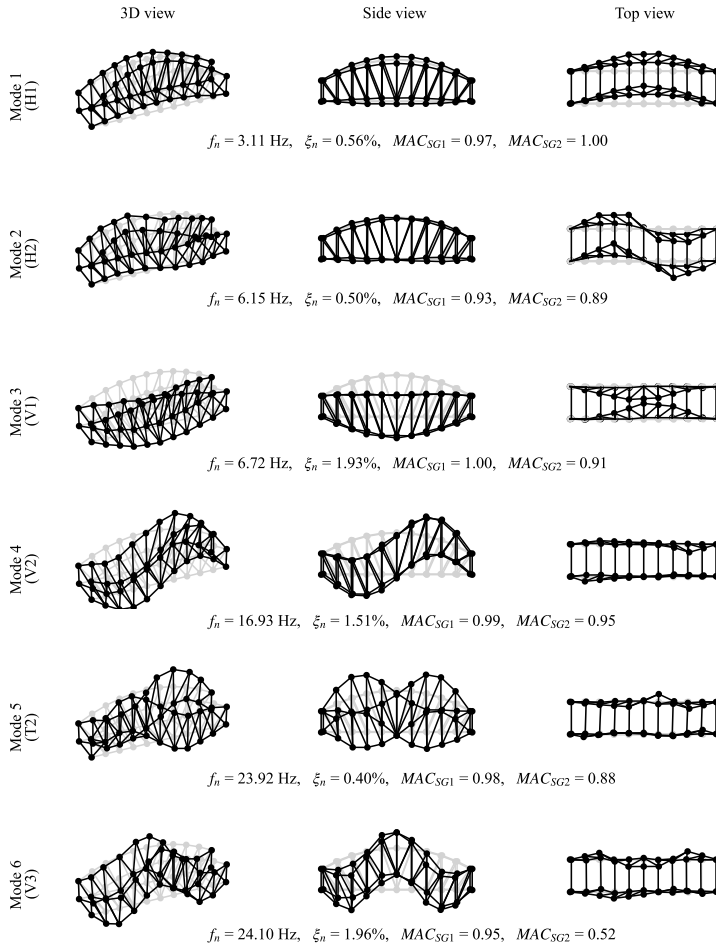 3D view Side view Top view
Mode 1
(H1)
fn = 3.11 Hz, ξn = 0.56%, MACSG1 = 0.97, MACSG2 = 1.00
Mode 2
(H2)
fn = 6.15 Hz, ξn = 0.50%, MACSG1 = 0.93, MACSG2 = 0.89
Mode 3
(V1)
fn = 6.72 Hz, ξn = 1.93%, MACSG1 = 1.00, MACSG2 = 0.91
Mode 4
(V2)
fn = 16.93 Hz, ξn = 1.51%, MACSG1 = 0.99, MACSG2 = 0.95
Mode 5
(T2)
fn = 23.92 Hz, ξn = 0.40%, MACSG1 = 0.98, MACSG2 = 0.88
Mode 6
(V3)
fn = 24.10 Hz, ξn = 1.96%, MACSG1 = 0.95, MACSG2 = 0.52